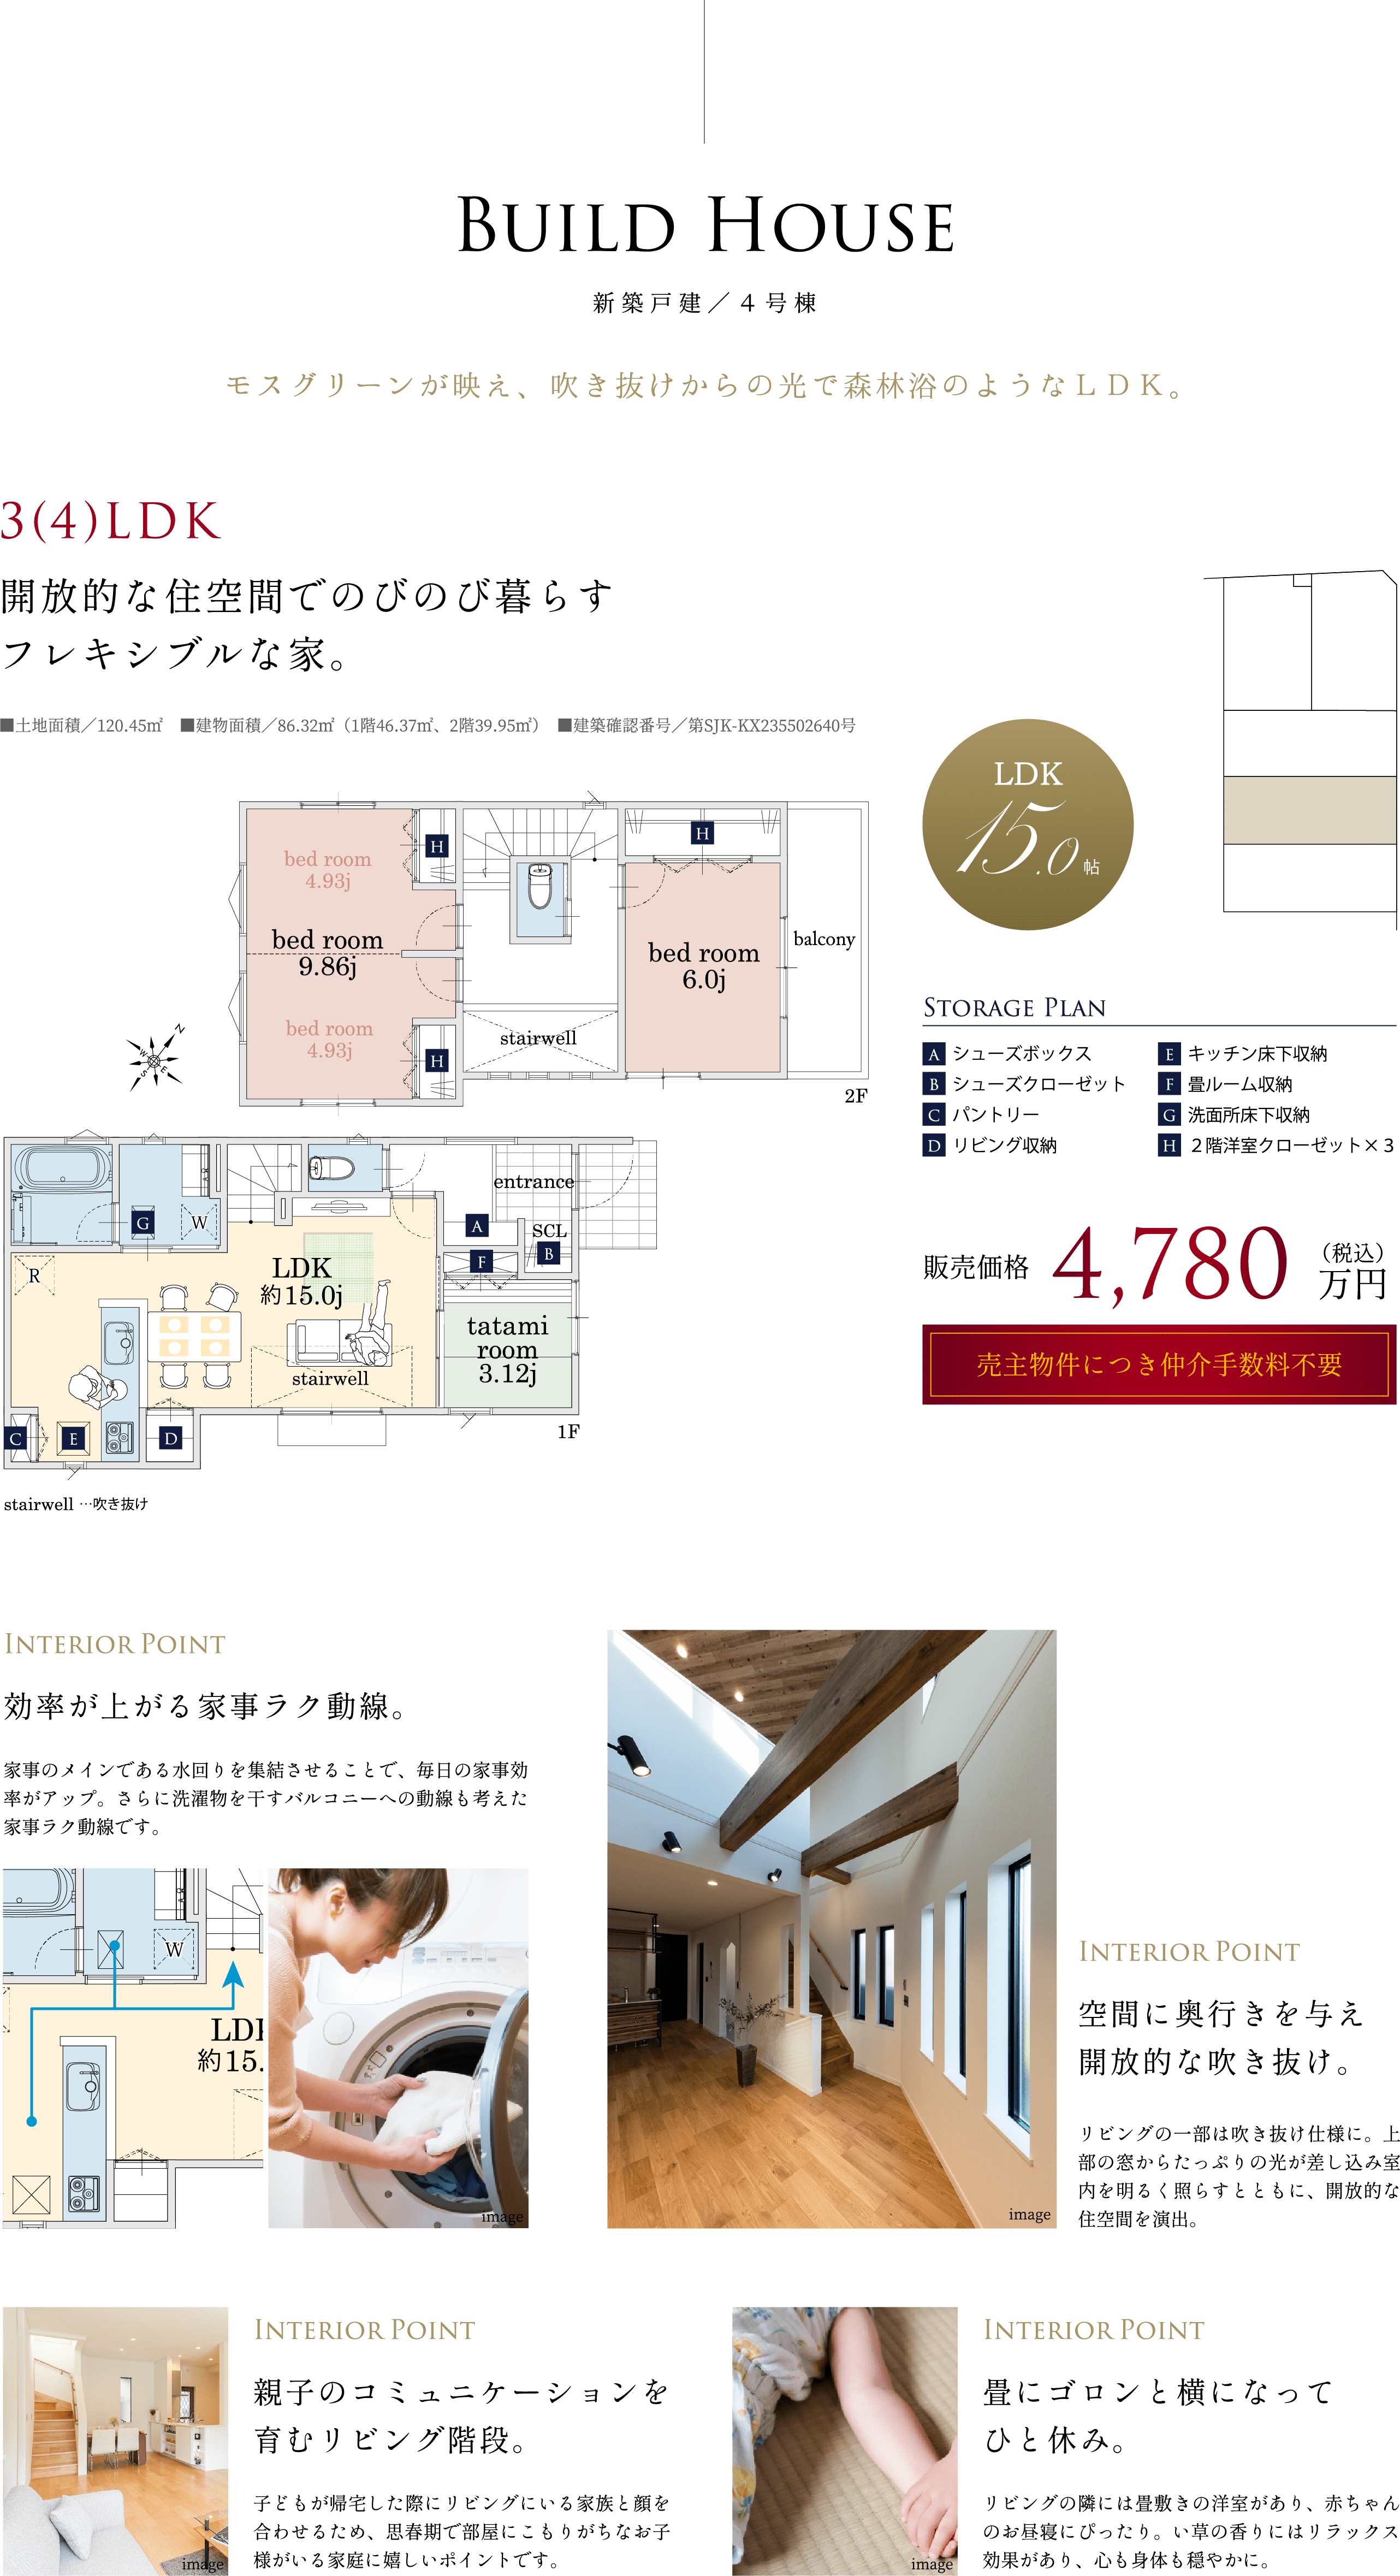 BUILD HOUSE
新築戸建／４号棟
モスグリーンが映え、吹き抜けからの光で森林浴のようなＬＤＫ。
3(4)LDK
開放的な住空間でのびのび暮らす
フレキシブルな家。
■土地面積／120.45㎡　■建物面積／86.32㎡（1階46.37㎡、2階39.95㎡）　■建築確認番号／第SJK-KX235502640号
bed room
4.93j
bed room
9.86j
bed room
4.93j
H
H
H
stairwell
bed room
6.0j
balcony
2F
N
W
S
E
LDK
15.0帖
STORAGE PLAN
A シューズボックス
B シューズクローゼット
C パントリー
D リビング収納
E キッチン床下収納
F 畳ルーム収納
G 洗面所床下収納
H ２階洋室クローゼット×３
G
W
R
LDK
約15.0j
stairwell
entrance
A
SCL
B
F
tatami
room
3.12j
C
E
D
1F
stairwell …吹き抜け
販売価格 4,780 （税込）
万円
売主物件につき仲介手数料不要
INTERIOR POINT
効率が上がる家事ラク動線。
家事のメインである水回りを集結させることで、毎日の家事効
率がアップ。さらに洗濯物を干すバルコニーへの動線も考えた
家事ラク動線です。
W
LDK
約15.
image
image
INTERIOR POINT
空間に奥行きを与え
開放的な吹き抜け。
リビングの一部は吹き抜け仕様に。上
部の窓からたっぷりの光が差し込み室
内を明るく照らすとともに、開放的な
住空間を演出。
image
INTERIOR POINT
親子のコミュニケーションを
育むリビング階段。
子どもが帰宅した際にリビングにいる家族と顔を
合わせるため、思春期で部屋にこもりがちなお子
様がいる家庭に嬉しいポイントです。
image
INTERIOR POINT
畳にゴロンと横になって
ひと休み。
リビングの隣には畳敷きの洋室があり、赤ちゃん
のお昼寝にぴったり。い草の香りにはリラックス
効果があり、心も身体も穏やかに。